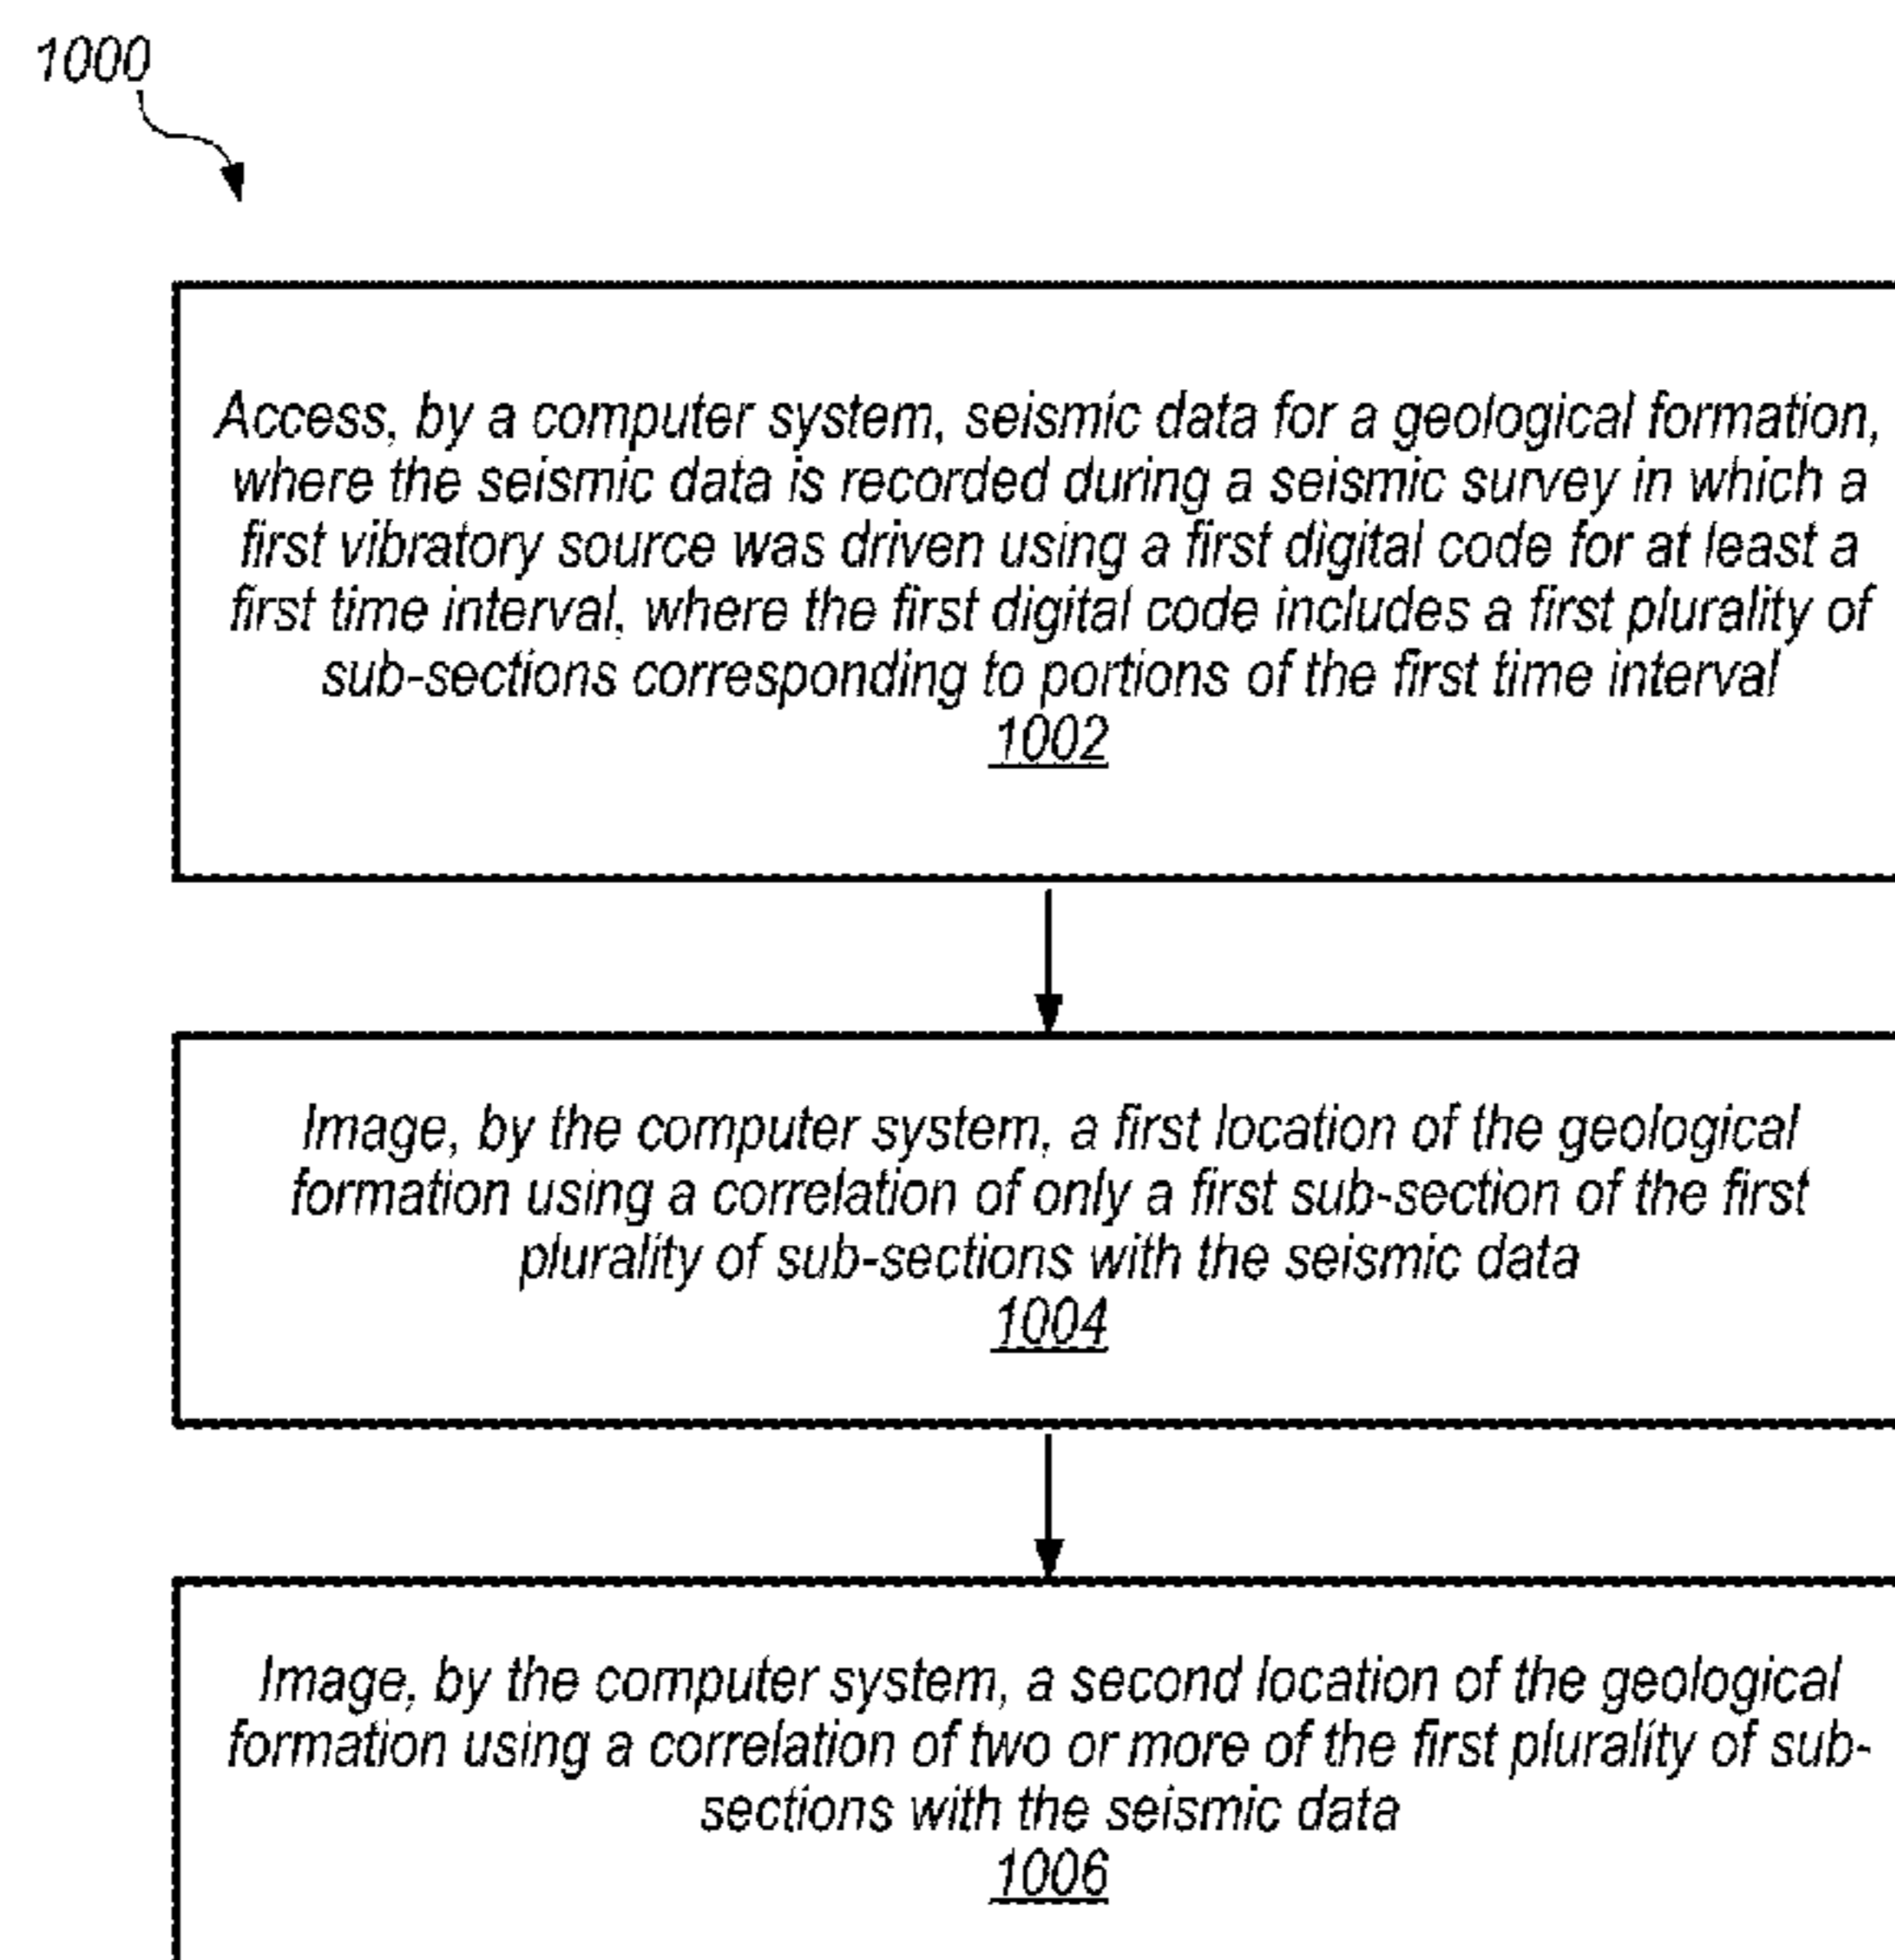 1000
Access, by a computer system, seismic data for a geological formation,
where the seismic data is recorded during a seismic survey in which a
first vibratory source was driven using a first digital code for at least a
first time interval, where the first digital code includes a first plurality of
sub-sections corresponding to portions of the first time interval
1002
Image, by the computer system, a first location of the geological
formation using a correlation of only a first sub-section of the first
plurality of sub-sections with the seismic data
1004
Image, by the computer system, a second location of the geological
formation using a correlation of two or more of the first plurality of sub-
sections with the seismic data
1006